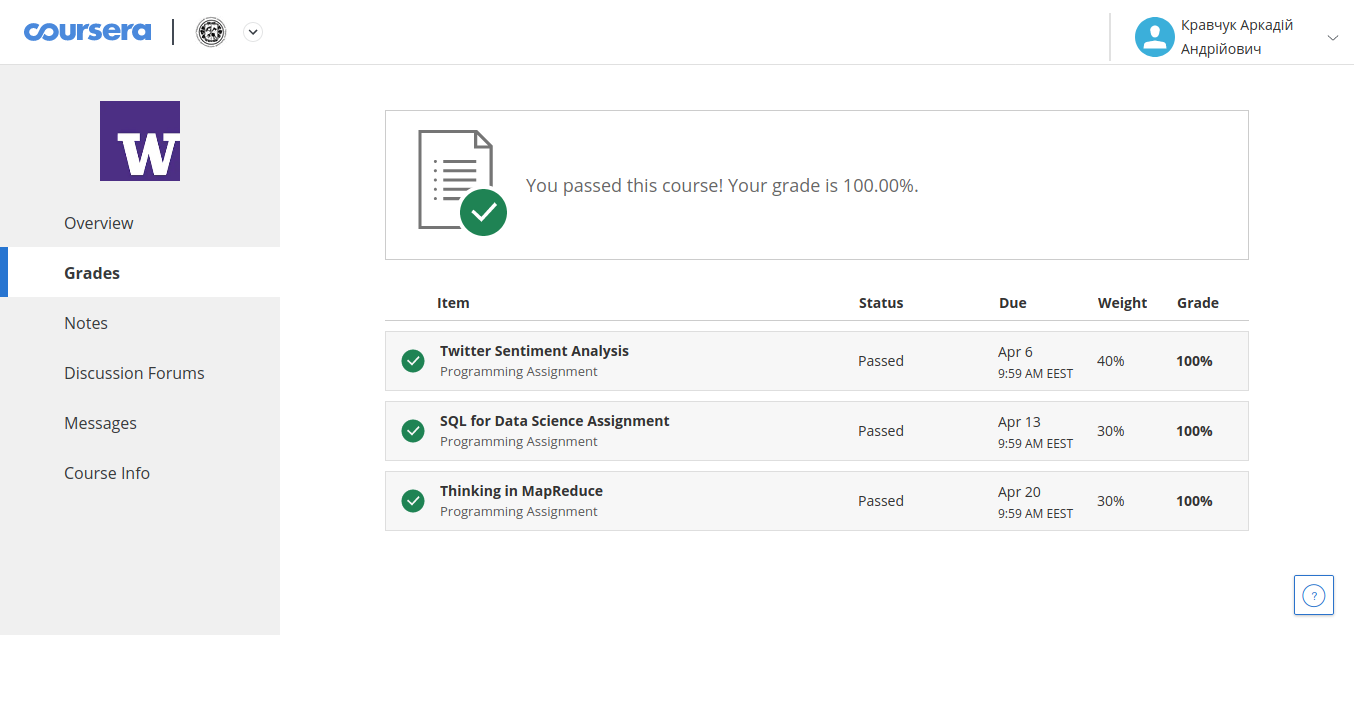 coursera
Кравчук Аркадій
Андрійович
W
Overview
Grades
Notes
Discussion Forums
Messages
Course Info
You passed this course! Your grade is 100.00%.
Item Status Due Weight Grade
Twitter Sentiment Analysis
Programming Assignment
Passed
Apr 6
9:59 AM EEST
40%
100%
SQL for Data Science Assignment
Programming Assignment
Passed
Apr 13
9:59 AM EEST
30%
100%
Thinking in MapReduce
Programming Assignment
Passed
Apr 20
9:59 AM EEST
30%
100%
?